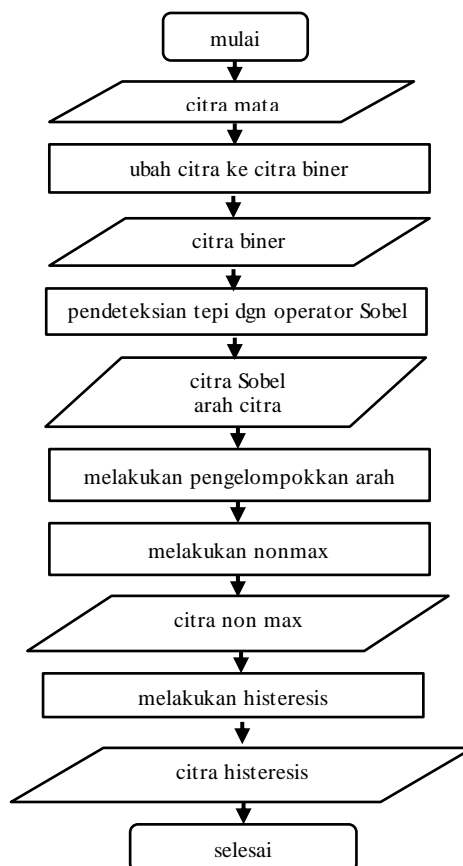 mulai
citra mata
ubah citra ke citra biner
citra biner
pendeteksian tepi dgn operator Sobel
citra Sobel
arah citra
melakukan pengelompokkan arah
melakukan nonmax
citra non max
melakukan histeresis
citra histeresis
selesai